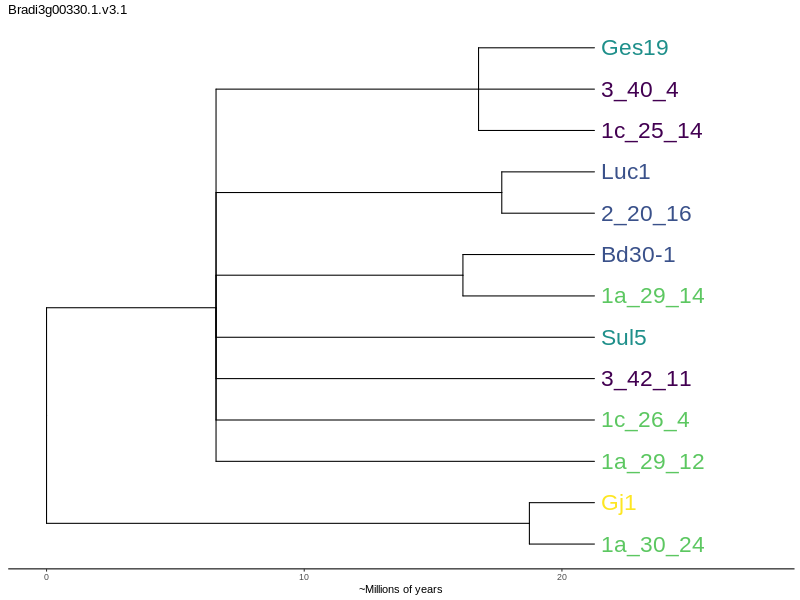 Bradi3g00330.1.v3.1
Ges19
3_40_4
1c_25_14
Luc1
2_20_16
Bd30-1
1a_29_14
Sul5
3_42_11
1c_26_4
1a_29_12
Gj1
1a_30_24
0 10 20
~Millions of years